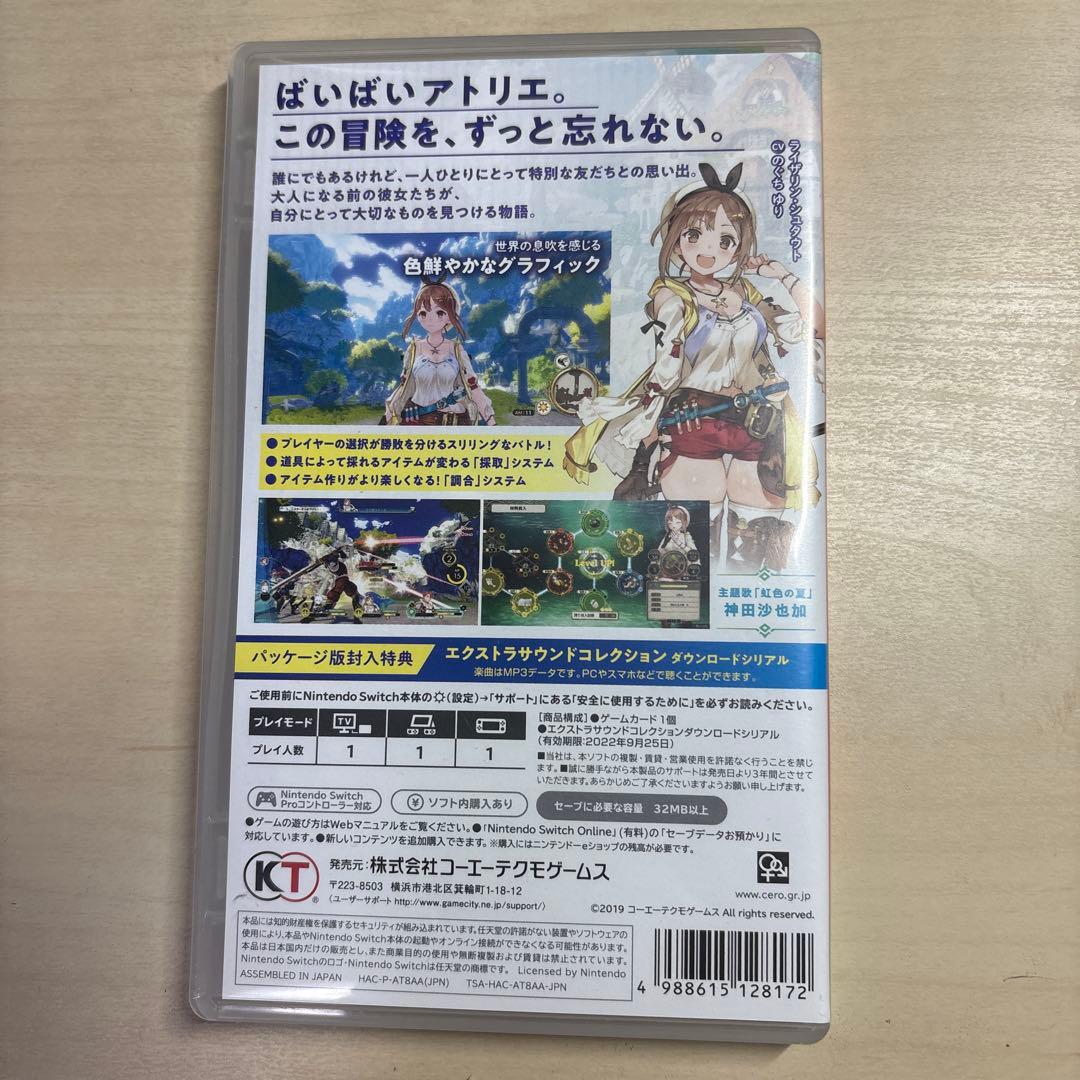 ばいばいアトリエ。
この冒険を、ずっと忘れない。
誰にでもあるけれど、一人ひとりにとって特別な友だちとの思い出。
大人になる前の彼女たちが、
自分にとって大切なものを見つける物語。
ライザリン・シュタウト
cv のぐち ゆり
世界の息吹を感じる
色鮮やかなグラフィック
AM:11
●プレイヤーの選択が勝敗を分けるスリリングなバトル!
●道具によって採れるアイテムが変わる「採取」システム
●アイテム作りがより楽しくなる!「調合」システム
材料投入
Level UP!
主題歌「虹色の夏」
神田沙也加
パッケージ版封入特典
エクストラサウンドコレクション ダウンロードシリアル
楽曲はMP3データです。PCやスマホなどで聴くことができます。
ご使用前にNintendo Switch本体の(設定)→「サポート」にある「安全に使用するために」を必ずお読みください。
プレイモード TV
プレイ人数 1 1 1
[商品構成]●ゲームカード 1個
●エクストラサウンドコレクションダウンロードシリアル
(有効期限:2022年9月25日)
■当社は、本ソフトの複製・賃貸・営業使用を許諾なく行うことを禁じ
ます。■誠に勝手ながら本製品のサポートは発売日より3年間とさせて
いただきます。あらかじめご了承くださいますようお願い申し上げます。
Nintendo Switch
Proコントローラー対応
¥ ソフト内購入あり
セーブに必要な容量 32MB以上
●ゲームの遊び方はWebマニュアルをご覧ください。●「Nintendo Switch Online」(有料)の「セーブデータお預かり」に
対応しています。●新しいコンテンツを追加購入できます。※購入にはニンテンドーeショップの残高が必要です。
KT®
発売元:株式会社コーエーテクモゲームス
〒223-8503 横浜市港北区箕輪町1-18-12
〈ユーザーサポート http://www.gamecity.ne.jp/support/〉
www.cero.gr.jp
©2019 コーエーテクモゲームス All rights reserved.
本品には知的財産権を保護するセキュリティが組み込まれています。任天堂の許諾がない装置やソフトウェアの
使用により、本品やNintendo Switch本体の起動やオンライン接続ができなくなる可能性があります。
本品は日本国内だけの販売とし、また商業目的の使用や無断複製および賃貸は禁止されています。
Nintendo Switchのロゴ・Nintendo Switchは任天堂の商標です。 Licensed by Nintendo
ASSEMBLED IN JAPAN HAC-P-AT8AA(JPN) TSA-HAC-AT8AA-JPN
4 988615 128172